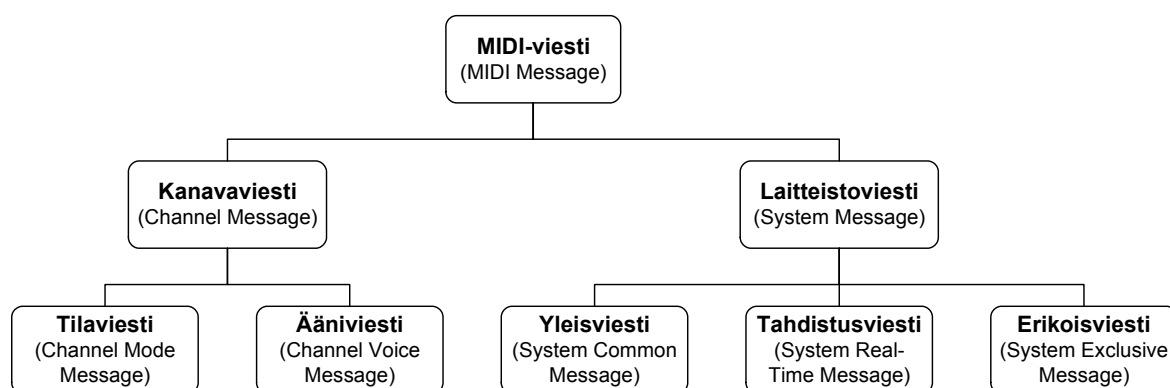 MIDI-viesti
(MIDI Message)
Kanavaviesti
(Channel Message)
Laitteistoviesti
(System Message)
Tilaviesti
(Channel Mode
Message)
Ääniviesti
(Channel Voice
Message)
Yleisviesti
(System Common
Message)
Tahdistusviesti
(System Real-
Time Message)
Erikoisviesti
(System Exclusive
Message)